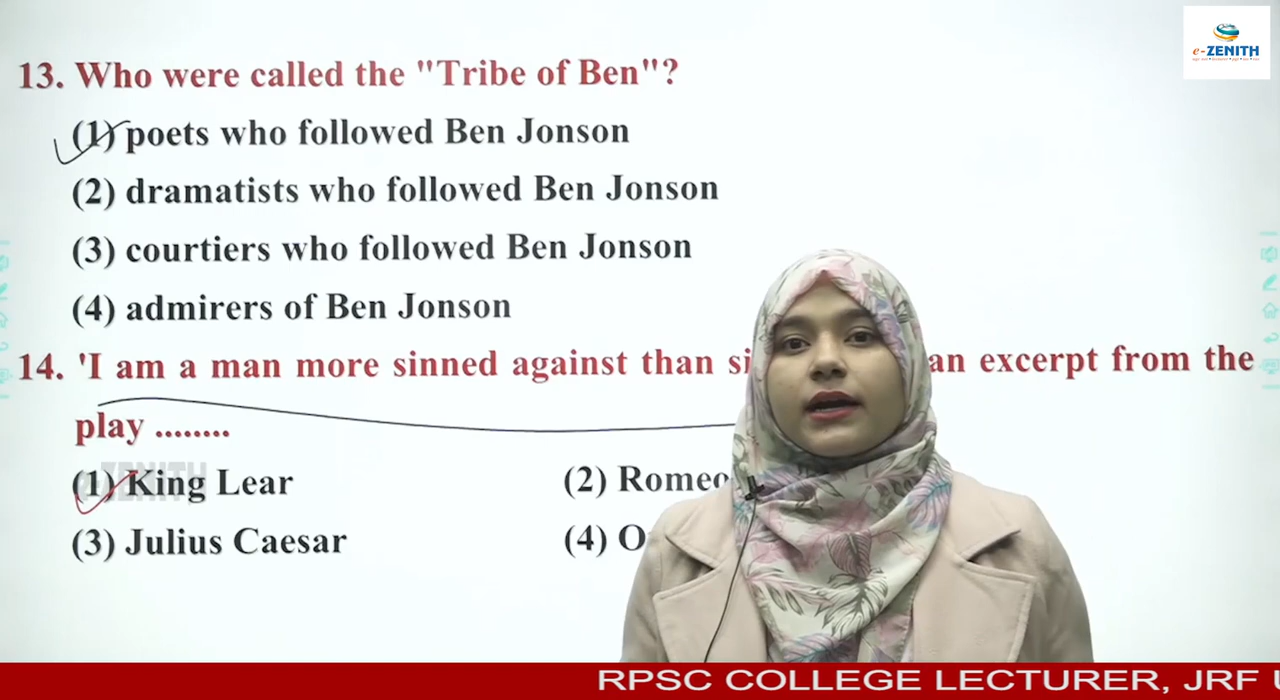 e-ZENITH
13. Who were called the "Tribe of Ben"?
(1) poets who followed Ben Jonson
(2) dramatists who followed Ben Jonson
(3) courtiers who followed Ben Jonson
(4) admirers of Ben Jonson
14. 'I am a man more sinned against than an excerpt from the
play ........
(1) King Lear (2) Romeo
(3) Julius Caesar (4)
ZENITH
RPSC COLLEGE LECTURER, JRF